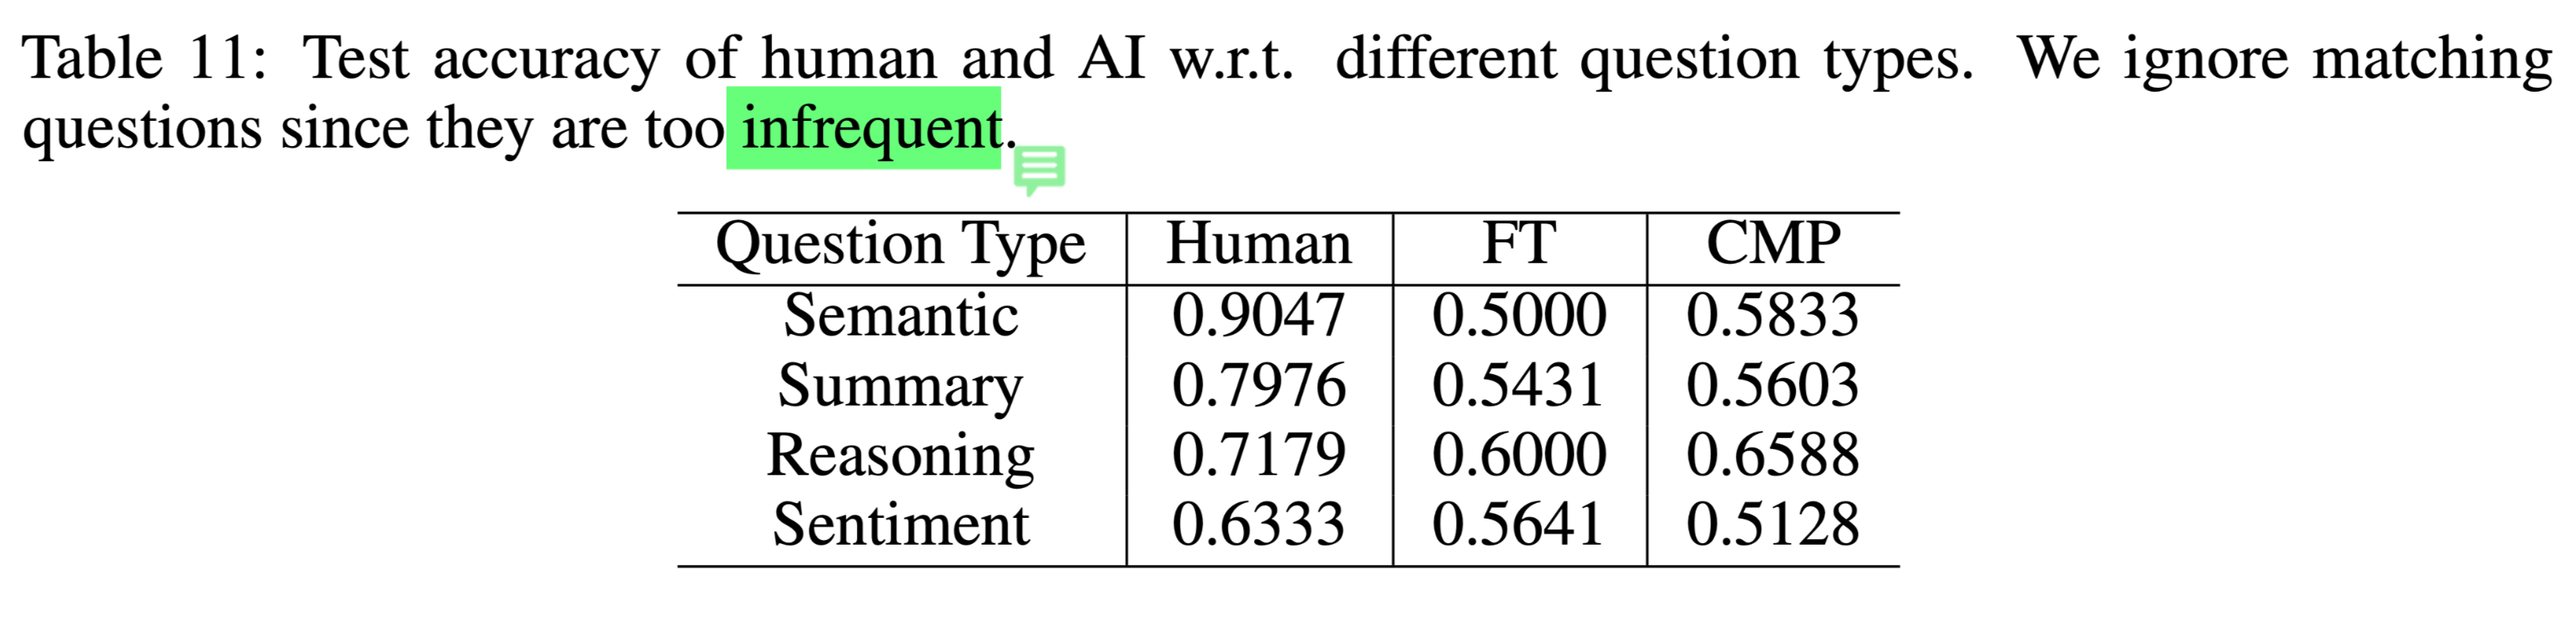 Table 11: Test accuracy of human and AI w.r.t. different question types. We ignore matching
questions since they are too infrequent.
Question Type Human FT CMP
Semantic 0.9047 0.5000 0.5833
Summary 0.7976 0.5431 0.5603
Reasoning 0.7179 0.6000 0.6588
Sentiment 0.6333 0.5641 0.5128